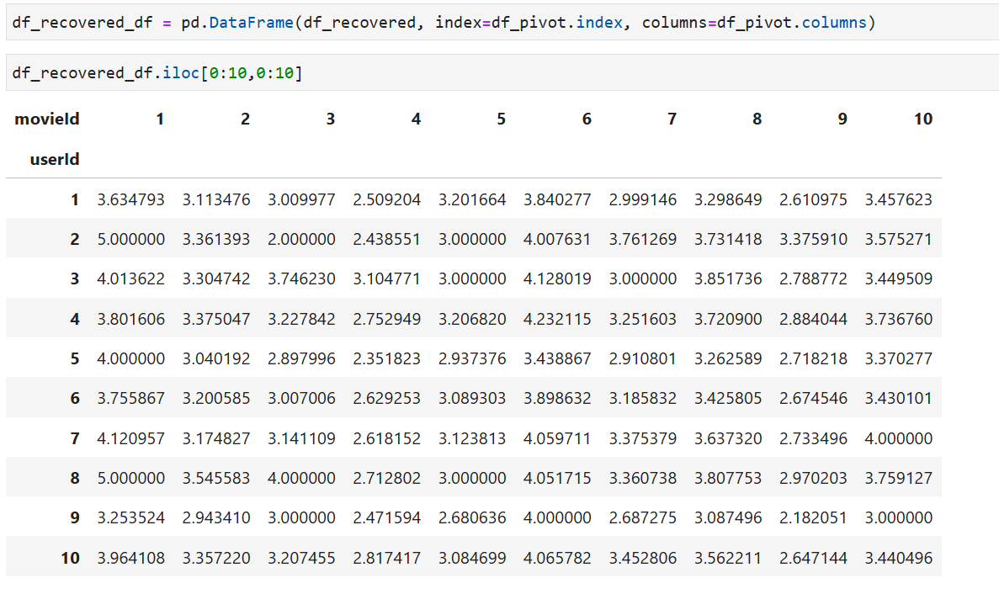 df_recovered_df = pd.DataFrame(df_recovered, index=df_pivot.index, columns=df_pivot.columns)
df_recovered_df.iloc[0:10,0:10]
movieId 1 2 3 4 5 6 7 8 9 10
userId
1 3.634793 3.113476 3.009977 2.509204 3.201664 3.840277 2.999146 3.298649 2.610975 3.457623
2 5.000000 3.361393 2.000000 2.438551 3.000000 4.007631 3.761269 3.731418 3.375910 3.575271
3 4.013622 3.304742 3.746230 3.104771 3.000000 4.128019 3.000000 3.851736 2.788772 3.449509
4 3.801606 3.375047 3.227842 2.752949 3.206820 4.232115 3.251603 3.720900 2.884044 3.736760
5 4.000000 3.040192 2.897996 2.351823 2.937376 3.438867 2.910801 3.262589 2.718218 3.370277
6 3.755867 3.200585 3.007006 2.629253 3.089303 3.898632 3.185832 3.425805 2.674546 3.430101
7 4.120957 3.174827 3.141109 2.618152 3.123813 4.059711 3.375379 3.637320 2.733496 4.000000
8 5.000000 3.545583 4.000000 2.712802 3.000000 4.051715 3.360738 3.807753 2.970203 3.759127
9 3.253524 2.943410 3.000000 2.471594 2.680636 4.000000 2.687275 3.087496 2.182051 3.000000
10 3.964108 3.357220 3.207455 2.817417 3.084699 4.065782 3.452806 3.562211 2.647144 3.440496